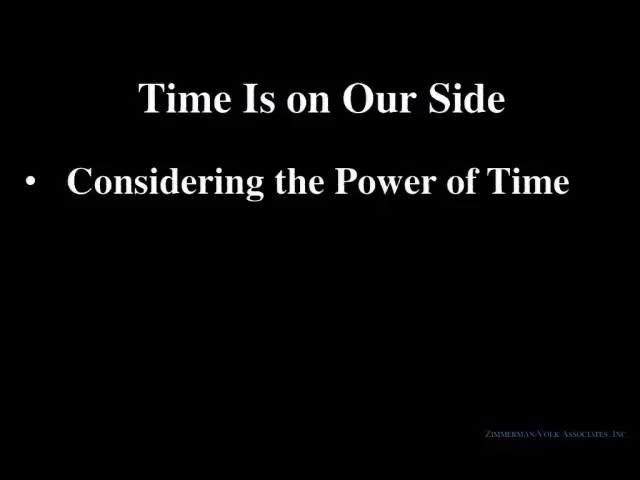 Time Is on Our Side
• Considering the Power of Time
ZIMMERMAN/VOLK ASSOCIATES, INC.